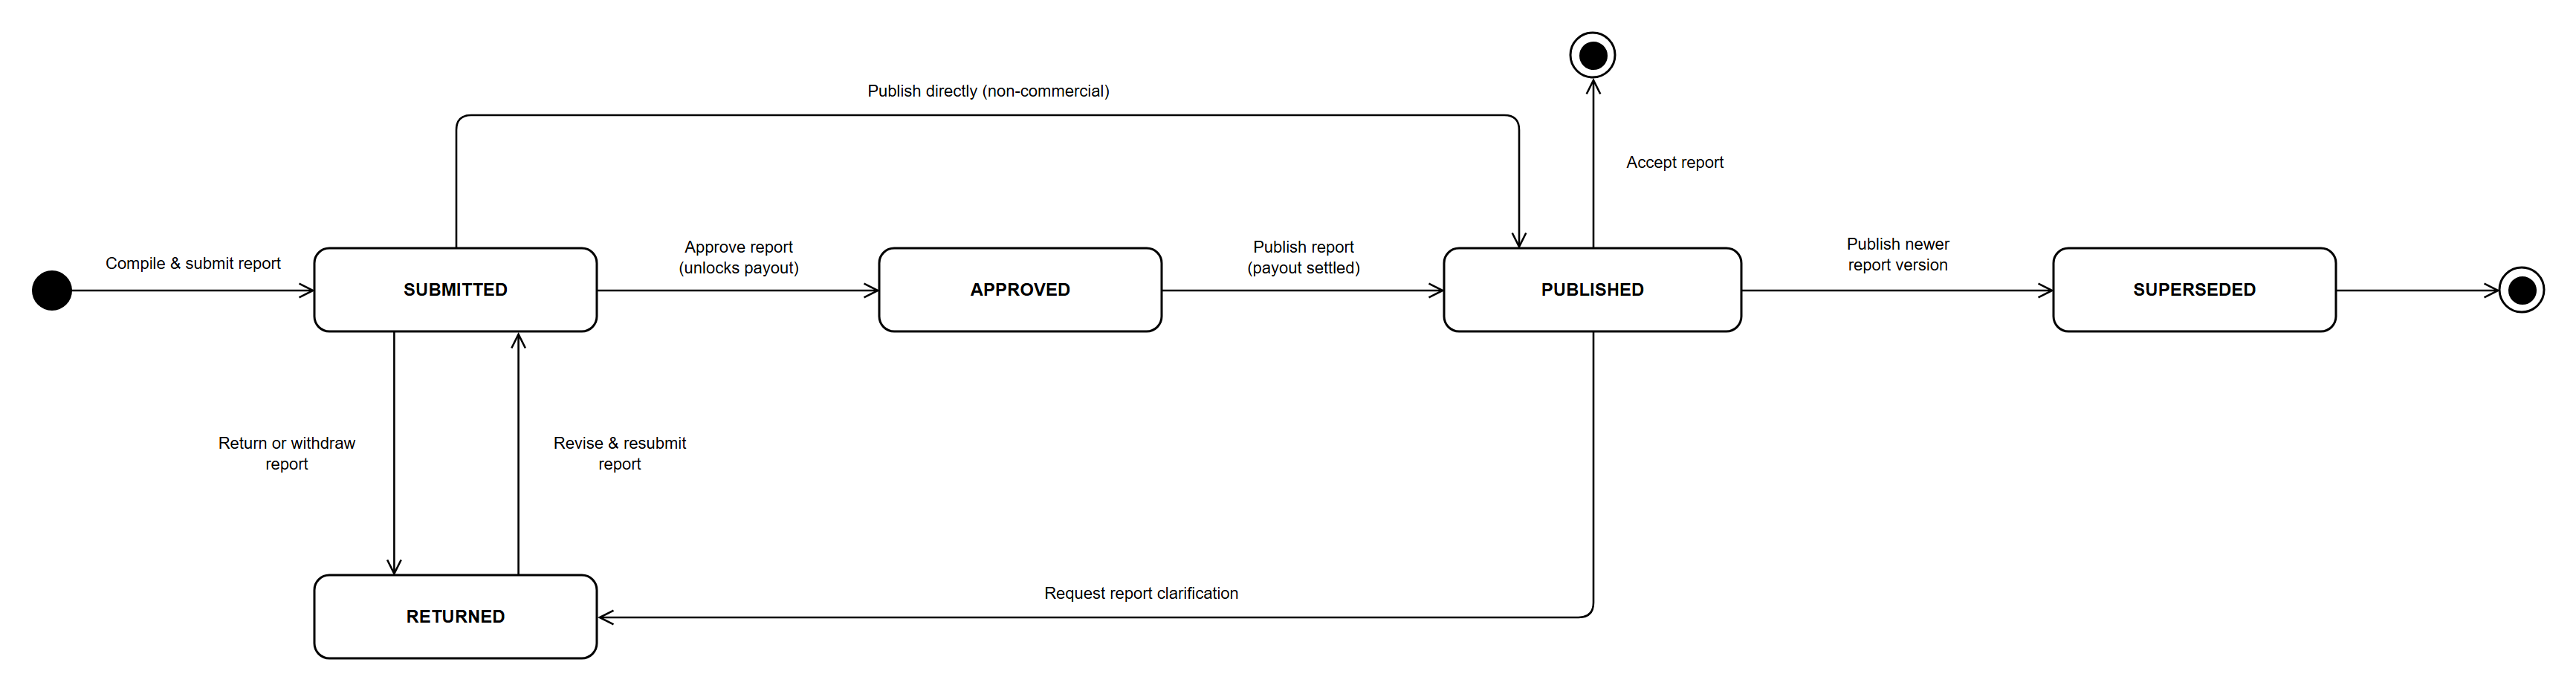 Publish directly (non-commercial)
Accept report
Compile & submit report
SUBMITTED
Approve report
(unlocks payout)
APPROVED
Publish report
(payout settled)
PUBLISHED
Publish newer
report version
SUPERSEDED
Return or withdraw
report
Revise & resubmit
report
Request report clarification
RETURNED